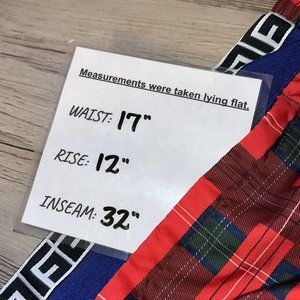 Measurements were taken lying flat.
WAIST: 17"
RISE: 12"
INSEAM: 32"